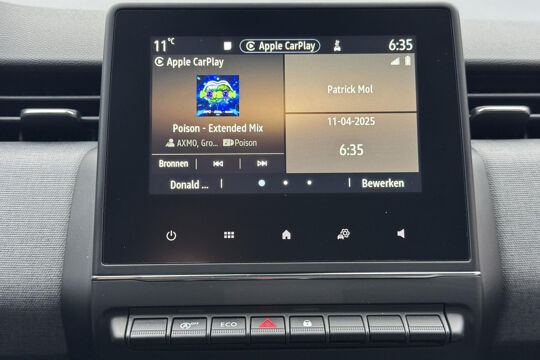 11 °C Apple CarPlay 6:35
Apple CarPlay
Patrick Mol
Poison - Extended Mix
AXMO, Gro... Poison
11-04-2025
6:35
Bronnen
Donald ... Bewerken
OFF
ECO